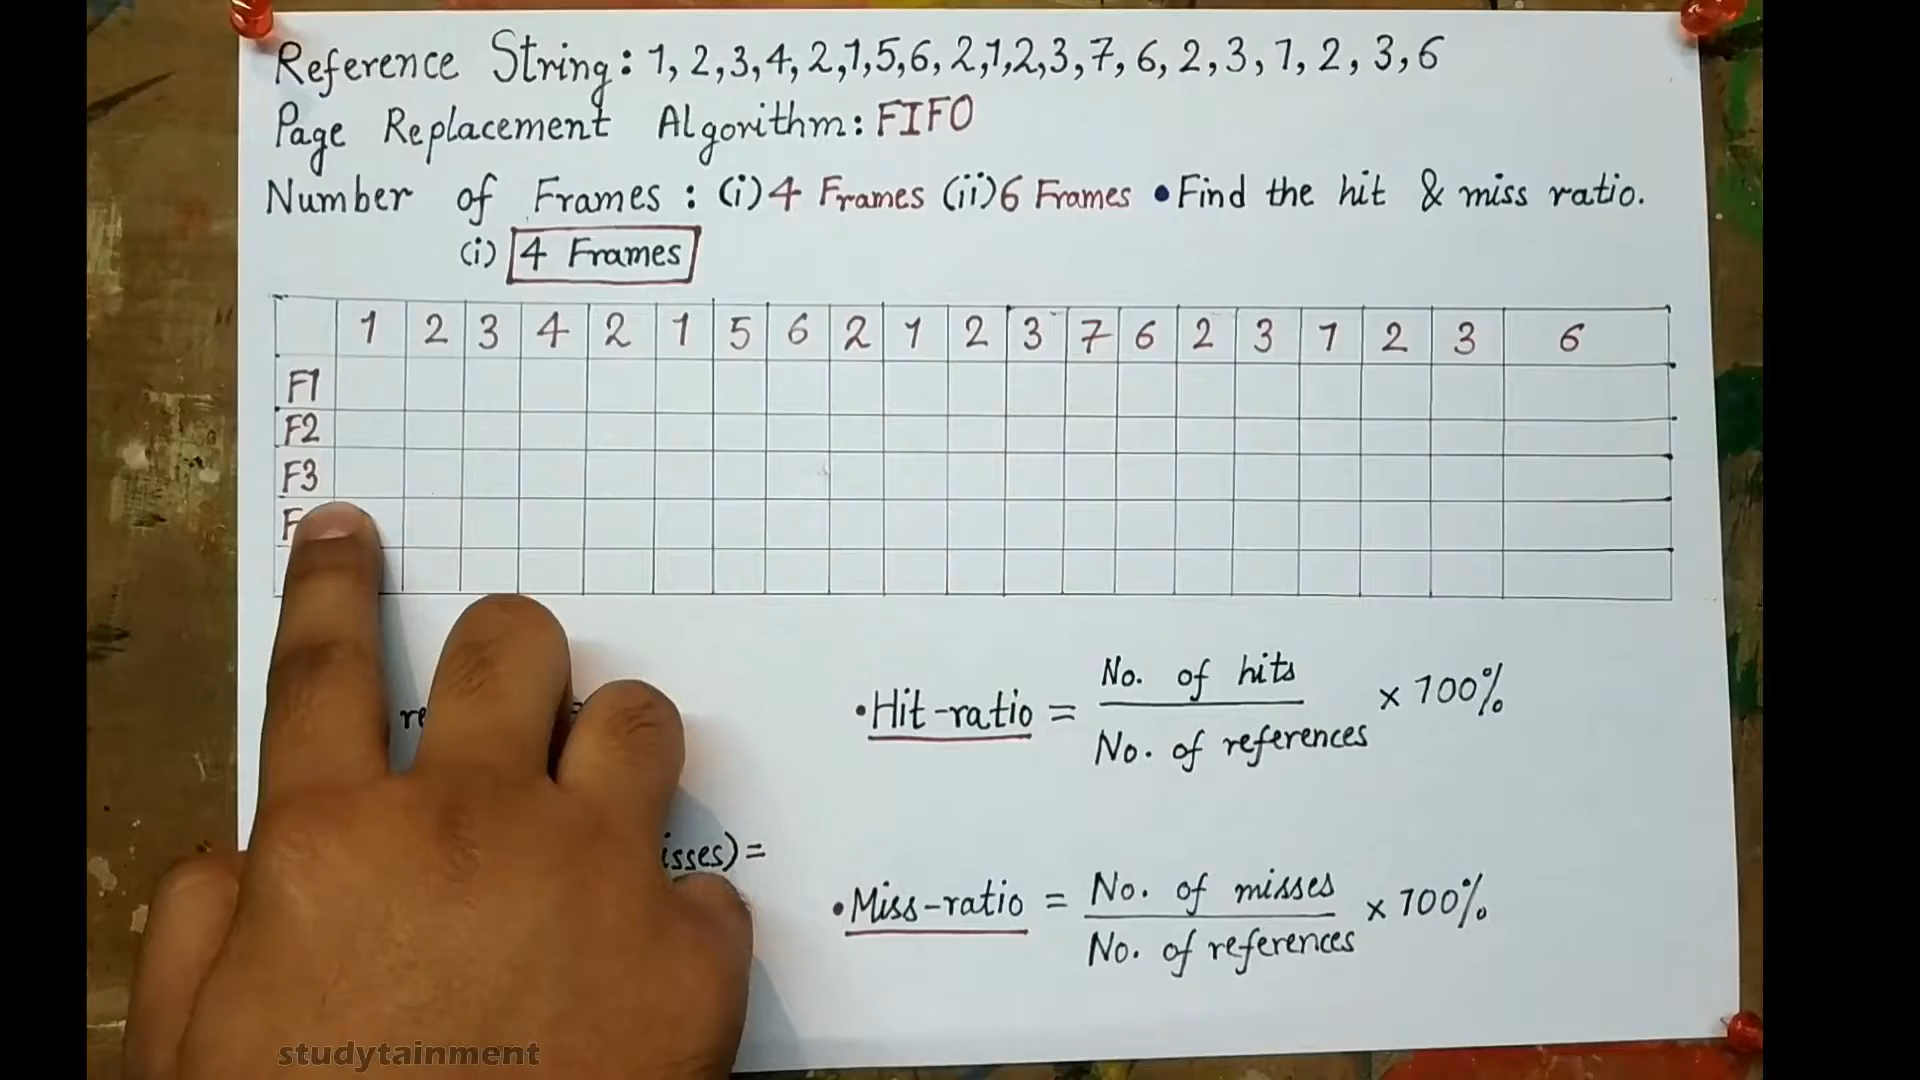 Reference String: 1, 2, 3, 4, 2, 1, 5, 6, 2, 1, 2, 3, 7, 6, 2, 3, 1, 2, 3, 6
Page Replacement Algorithm: FIFO
Number of Frames : (i) 4 Frames (ii) 6 Frames • Find the hit & miss ratio.
(i) 4 Frames
1 2 3 4 2 1 5 6 2 1 2 3 7 6 2 3 1 2 3 6
F1
F2
F3
F
No. of hits
• Hit-ratio = × 100%
No. of references
isses) =
No. of misses
• Miss-ratio = × 100%
No. of references
studytainment